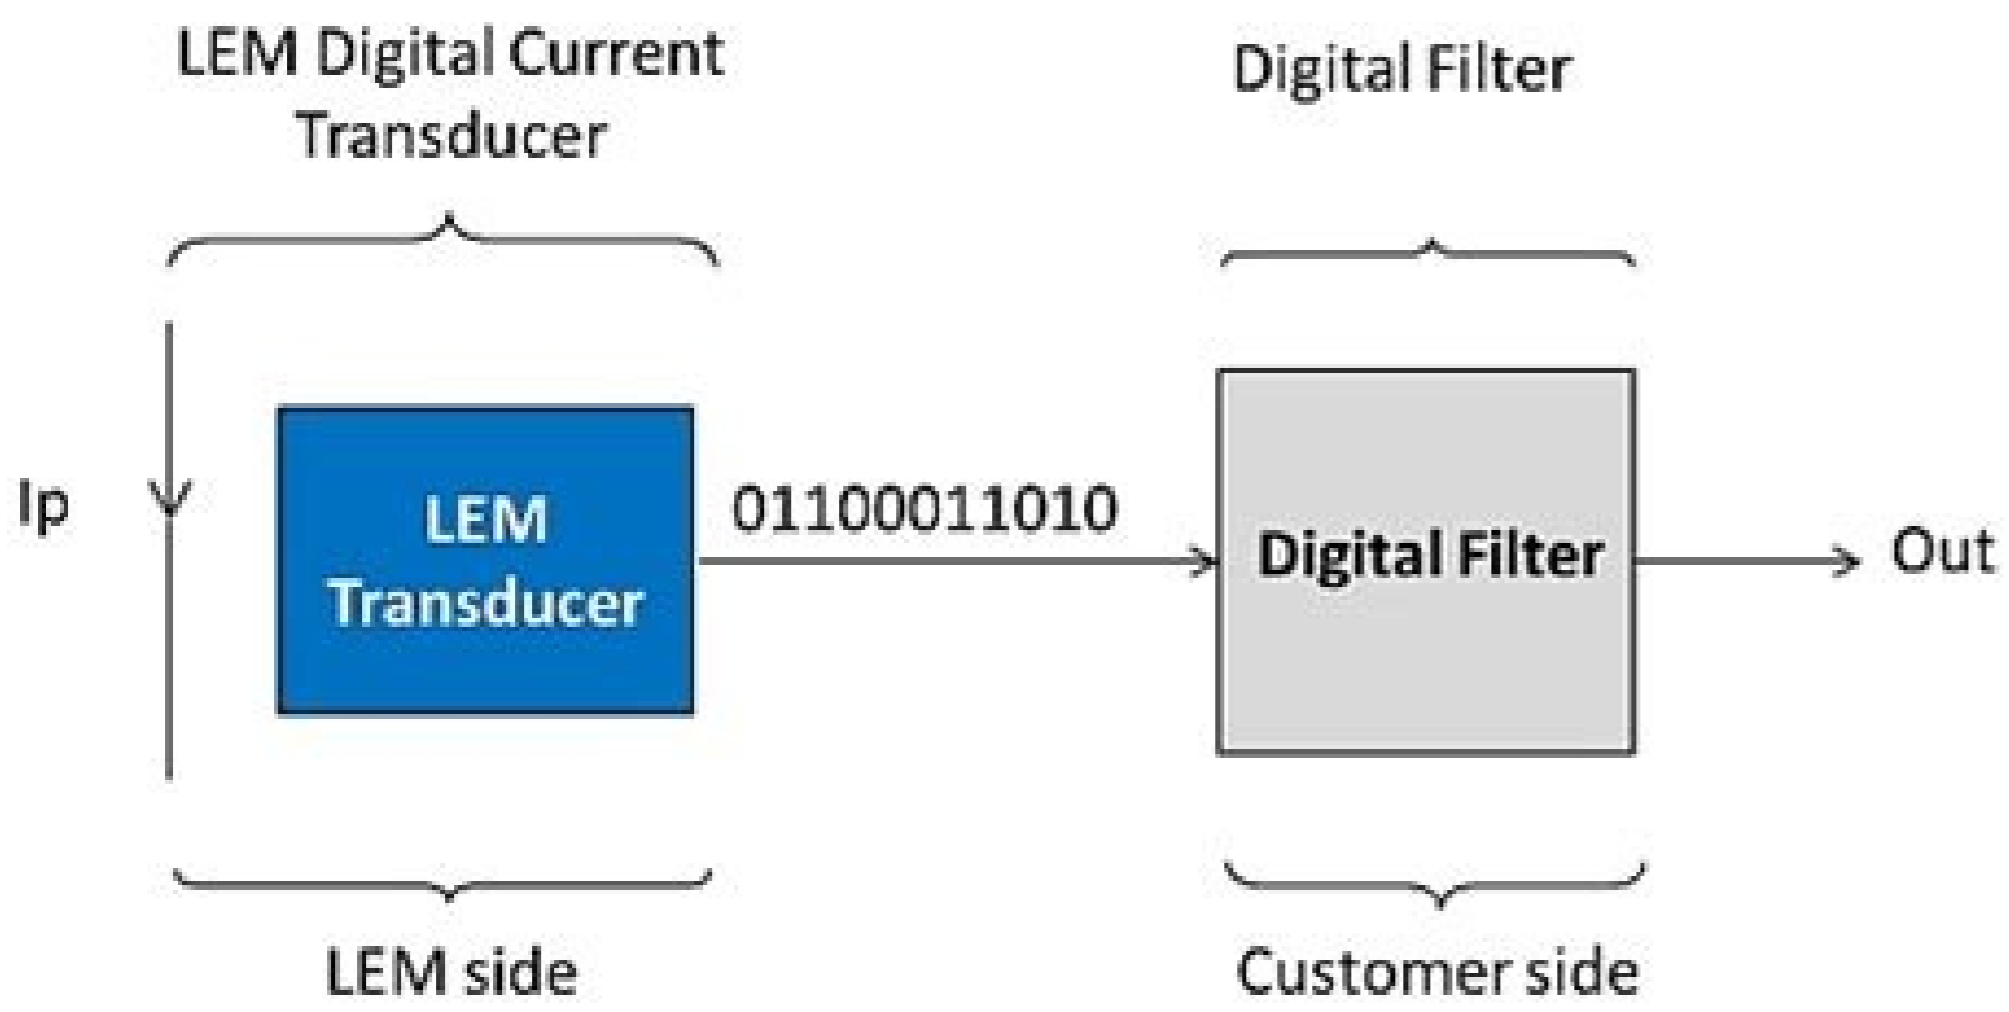 LEM Digital Current
Transducer
Digital Filter
Ip
LEM
Transducer
01100011010
Digital Filter
Out
LEM side
Customer side